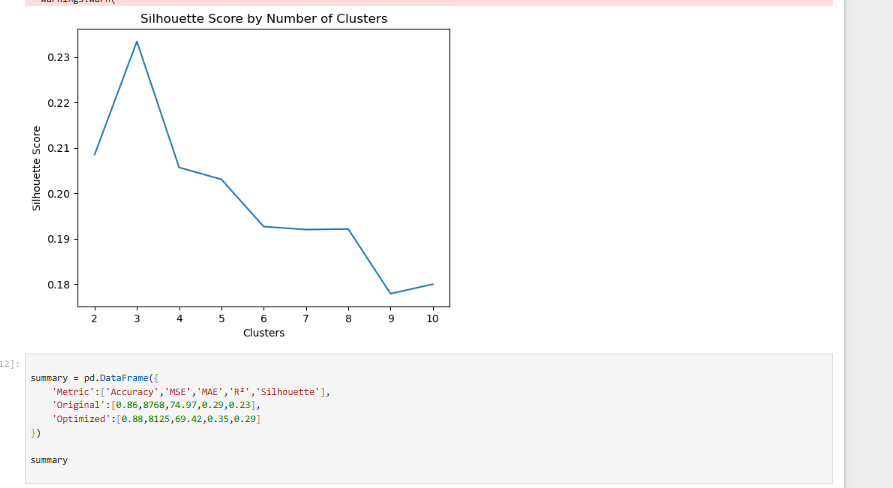 warnings.warn(
Silhouette Score by Number of Clusters
0.23
0.22
0.21
0.20
0.19
0.18
Silhouette Score
2 3 4 5 6 7 8 9 10
Clusters
12]:
summary = pd.DataFrame({
    'Metric':['Accuracy','MSE','MAE','R²','Silhouette'],
    'Original':[0.86,8768,74.97,0.29,0.23],
    'Optimized':[0.88,8125,69.42,0.35,0.29]
})
summary